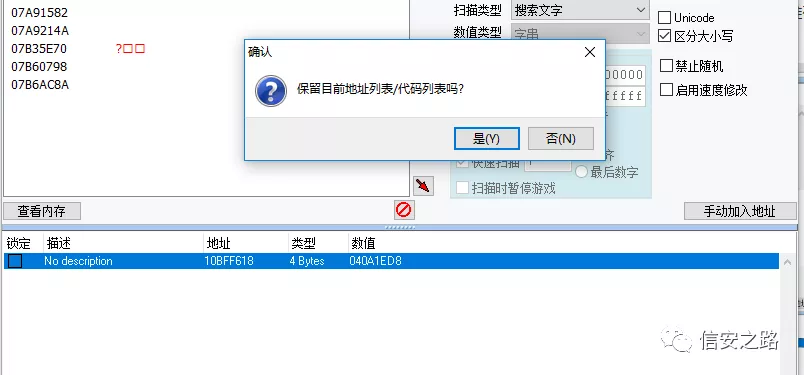 07A91582
07A9214A
07B35E70 ?□□
07B60798
07B6AC8A
扫描类型 搜索文字
数值类型 字串
Unicode
区分大小写
禁止随机
启用速度修改
确认
保留目前地址列表/代码列表吗?
是(Y) 否(N)
00000
fffff
快速扫描 1
最后数字
扫描时暂停游戏
查看内存 手动加入地址
锁定 描述 地址 类型 数值
No description 10BFF618 4 Bytes 040A1ED8
信安之路